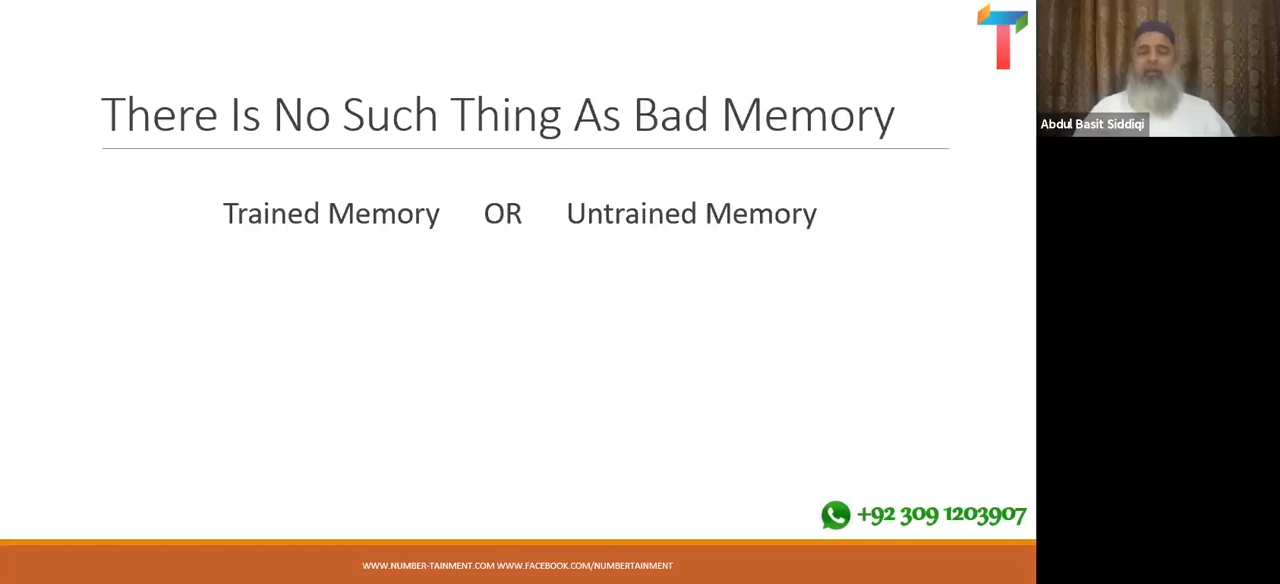 There Is No Such Thing As Bad Memory
Trained Memory OR Untrained Memory
Abdul Basit Siddiqi
+92 309 1203907
WWW.NUMBER-TAINMENT.COM WWW.FACEBOOK.COM/NUMBERTAINMENT